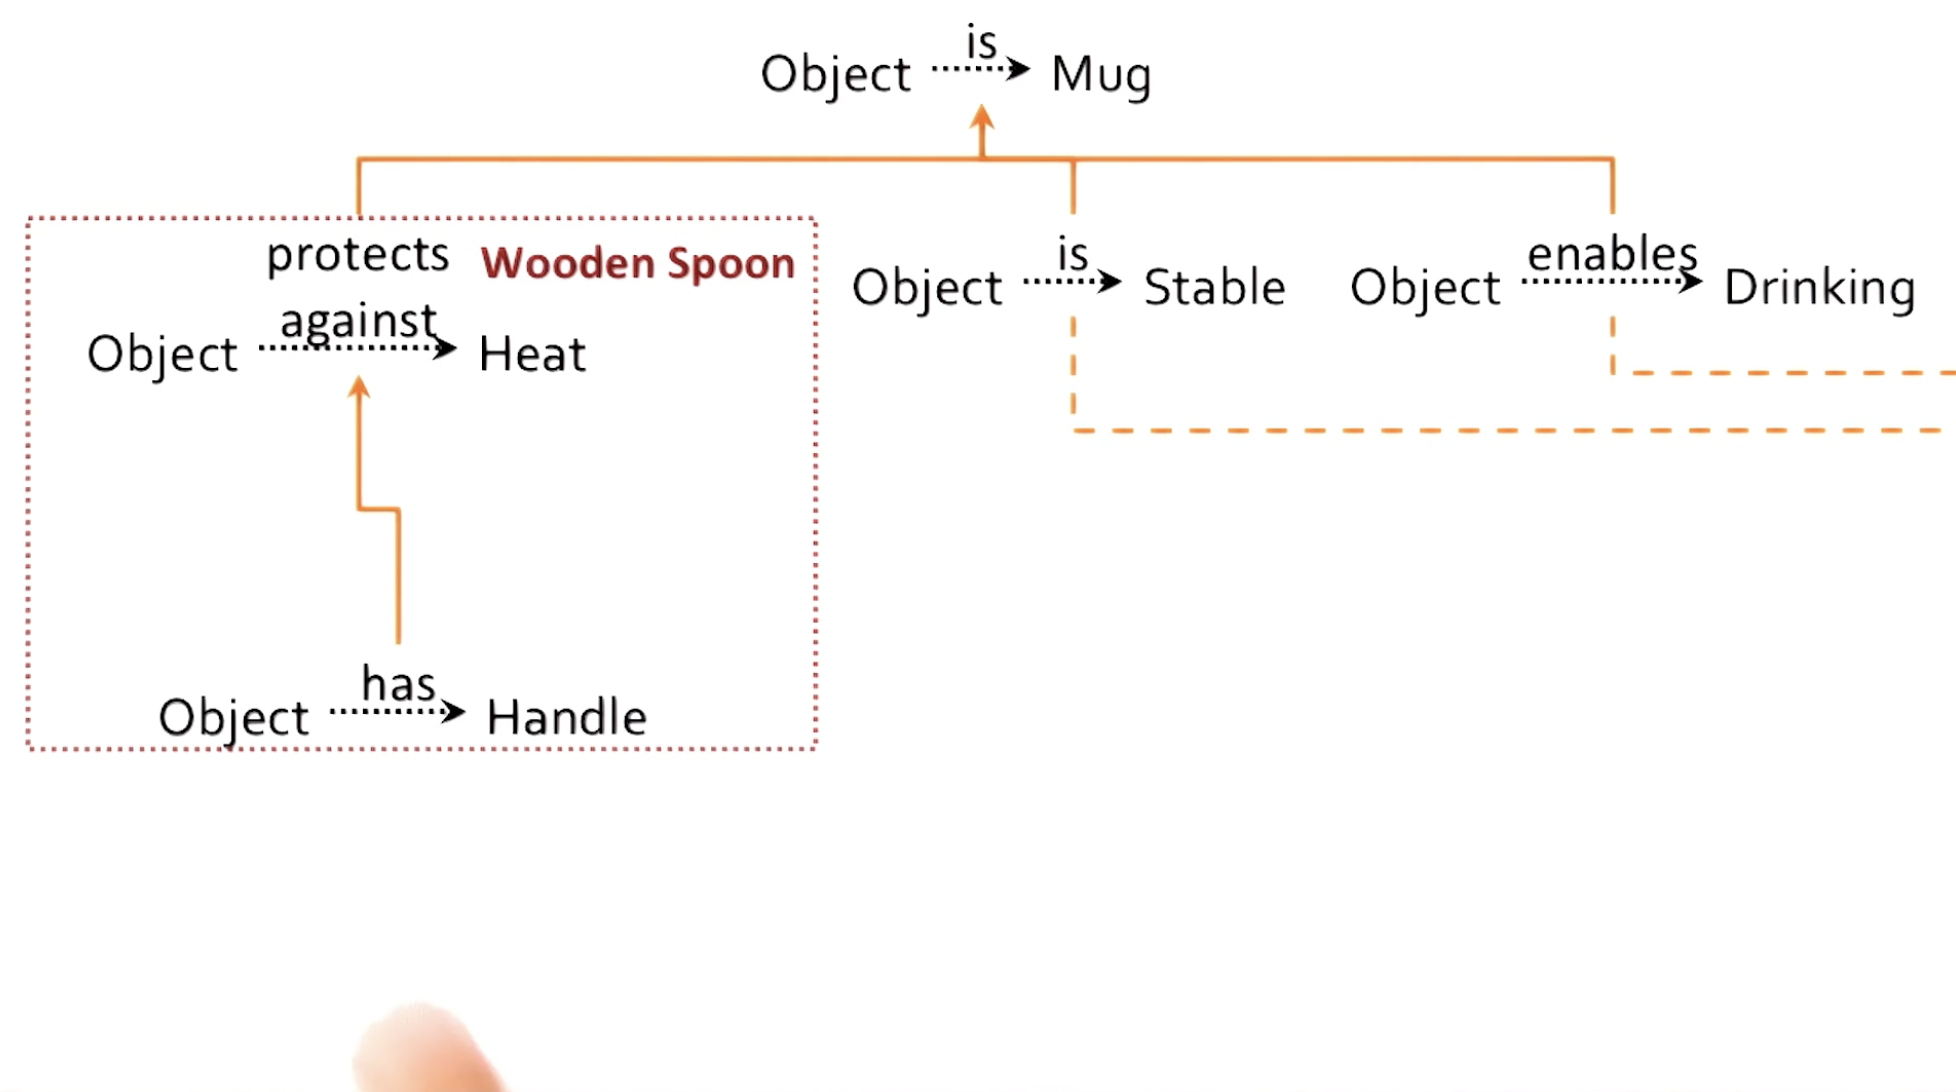 is
Object Mug
protects Wooden Spoon
against
Object Heat
is
Object Stable
enables
Object Drinking
has
Object Handle